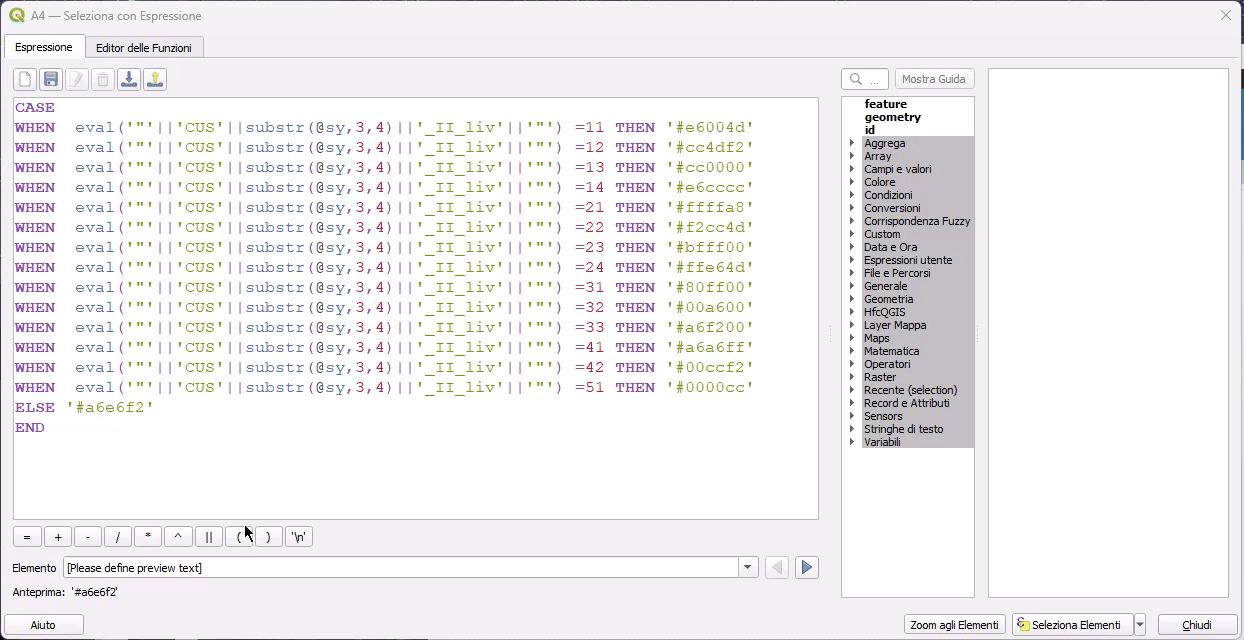 A4 — Seleziona con Espressione
Espressione
Editor delle Funzioni
CASE
WHEN  eval('"'||'CUS'||substr(@sy,3,4)||'_II_liv'||'"') =11 THEN '#e6004d'
WHEN  eval('"'||'CUS'||substr(@sy,3,4)||'_II_liv'||'"') =12 THEN '#cc4df2'
WHEN  eval('"'||'CUS'||substr(@sy,3,4)||'_II_liv'||'"') =13 THEN '#cc0000'
WHEN  eval('"'||'CUS'||substr(@sy,3,4)||'_II_liv'||'"') =14 THEN '#e6cccc'
WHEN  eval('"'||'CUS'||substr(@sy,3,4)||'_II_liv'||'"') =21 THEN '#ffffa8'
WHEN  eval('"'||'CUS'||substr(@sy,3,4)||'_II_liv'||'"') =22 THEN '#f2cc4d'
WHEN  eval('"'||'CUS'||substr(@sy,3,4)||'_II_liv'||'"') =23 THEN '#bfff00'
WHEN  eval('"'||'CUS'||substr(@sy,3,4)||'_II_liv'||'"') =24 THEN '#ffe64d'
WHEN  eval('"'||'CUS'||substr(@sy,3,4)||'_II_liv'||'"') =31 THEN '#80ff00'
WHEN  eval('"'||'CUS'||substr(@sy,3,4)||'_II_liv'||'"') =32 THEN '#00a600'
WHEN  eval('"'||'CUS'||substr(@sy,3,4)||'_II_liv'||'"') =33 THEN '#a6f200'
WHEN  eval('"'||'CUS'||substr(@sy,3,4)||'_II_liv'||'"') =41 THEN '#a6a6ff'
WHEN  eval('"'||'CUS'||substr(@sy,3,4)||'_II_liv'||'"') =42 THEN '#00ccf2'
WHEN  eval('"'||'CUS'||substr(@sy,3,4)||'_II_liv'||'"') =51 THEN '#0000cc'
ELSE '#a6e6f2'
END
= + - / * ^ || ( ) '\n'
Elemento [Please define preview text]
Anteprima: '#a6e6f2'
Aiuto
... Mostra Guida
feature
geometry
id
Aggrega
Array
Campi e valori
Colore
Condizioni
Conversioni
Corrispondenza Fuzzy
Custom
Data e Ora
Espressioni utente
File e Percorsi
Generale
Geometria
HfcQGIS
Layer Mappa
Maps
Matematica
Operatori
Raster
Recente (selection)
Record e Attributi
Sensors
Stringhe di testo
Variabili
Zoom agli Elementi
Seleziona Elementi
Chiudi